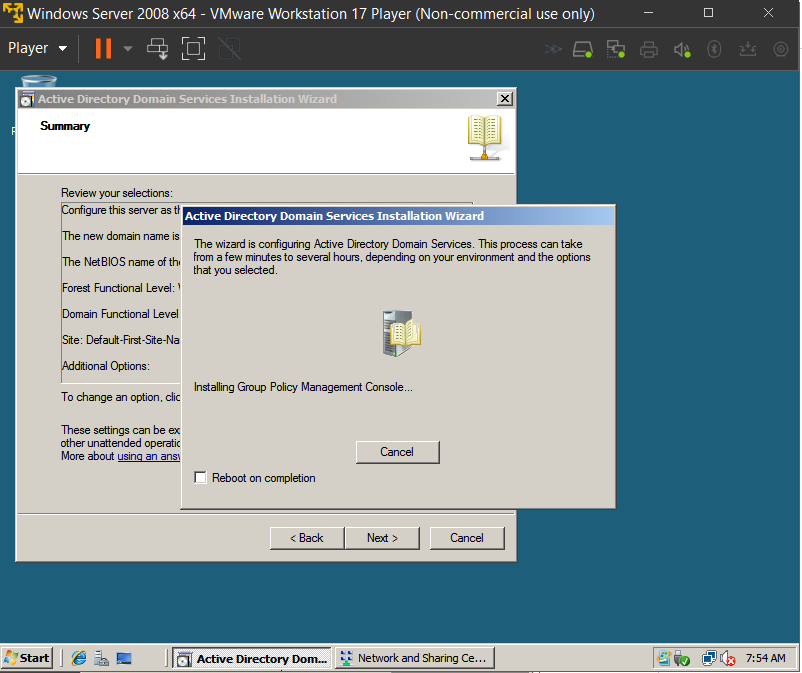 Windows Server 2008 x64 - VMware Workstation 17 Player (Non-commercial use only)
Player
Active Directory Domain Services Installation Wizard
Summary
Review your selections:
Configure this server as th
The new domain name is
The NetBIOS name of the
Forest Functional Level: W
Domain Functional Level
Site: Default-First-Site-Na
Additional Options:
To change an option, clic
These settings can be ex
other unattended operatio
More about using an answ
Active Directory Domain Services Installation Wizard
The wizard is configuring Active Directory Domain Services. This process can take
from a few minutes to several hours, depending on your environment and the options
that you selected.
Installing Group Policy Management Console...
Cancel
Reboot on completion
< Back
Next >
Cancel
Start
Active Directory Dom...
Network and Sharing Ce...
7:54 AM